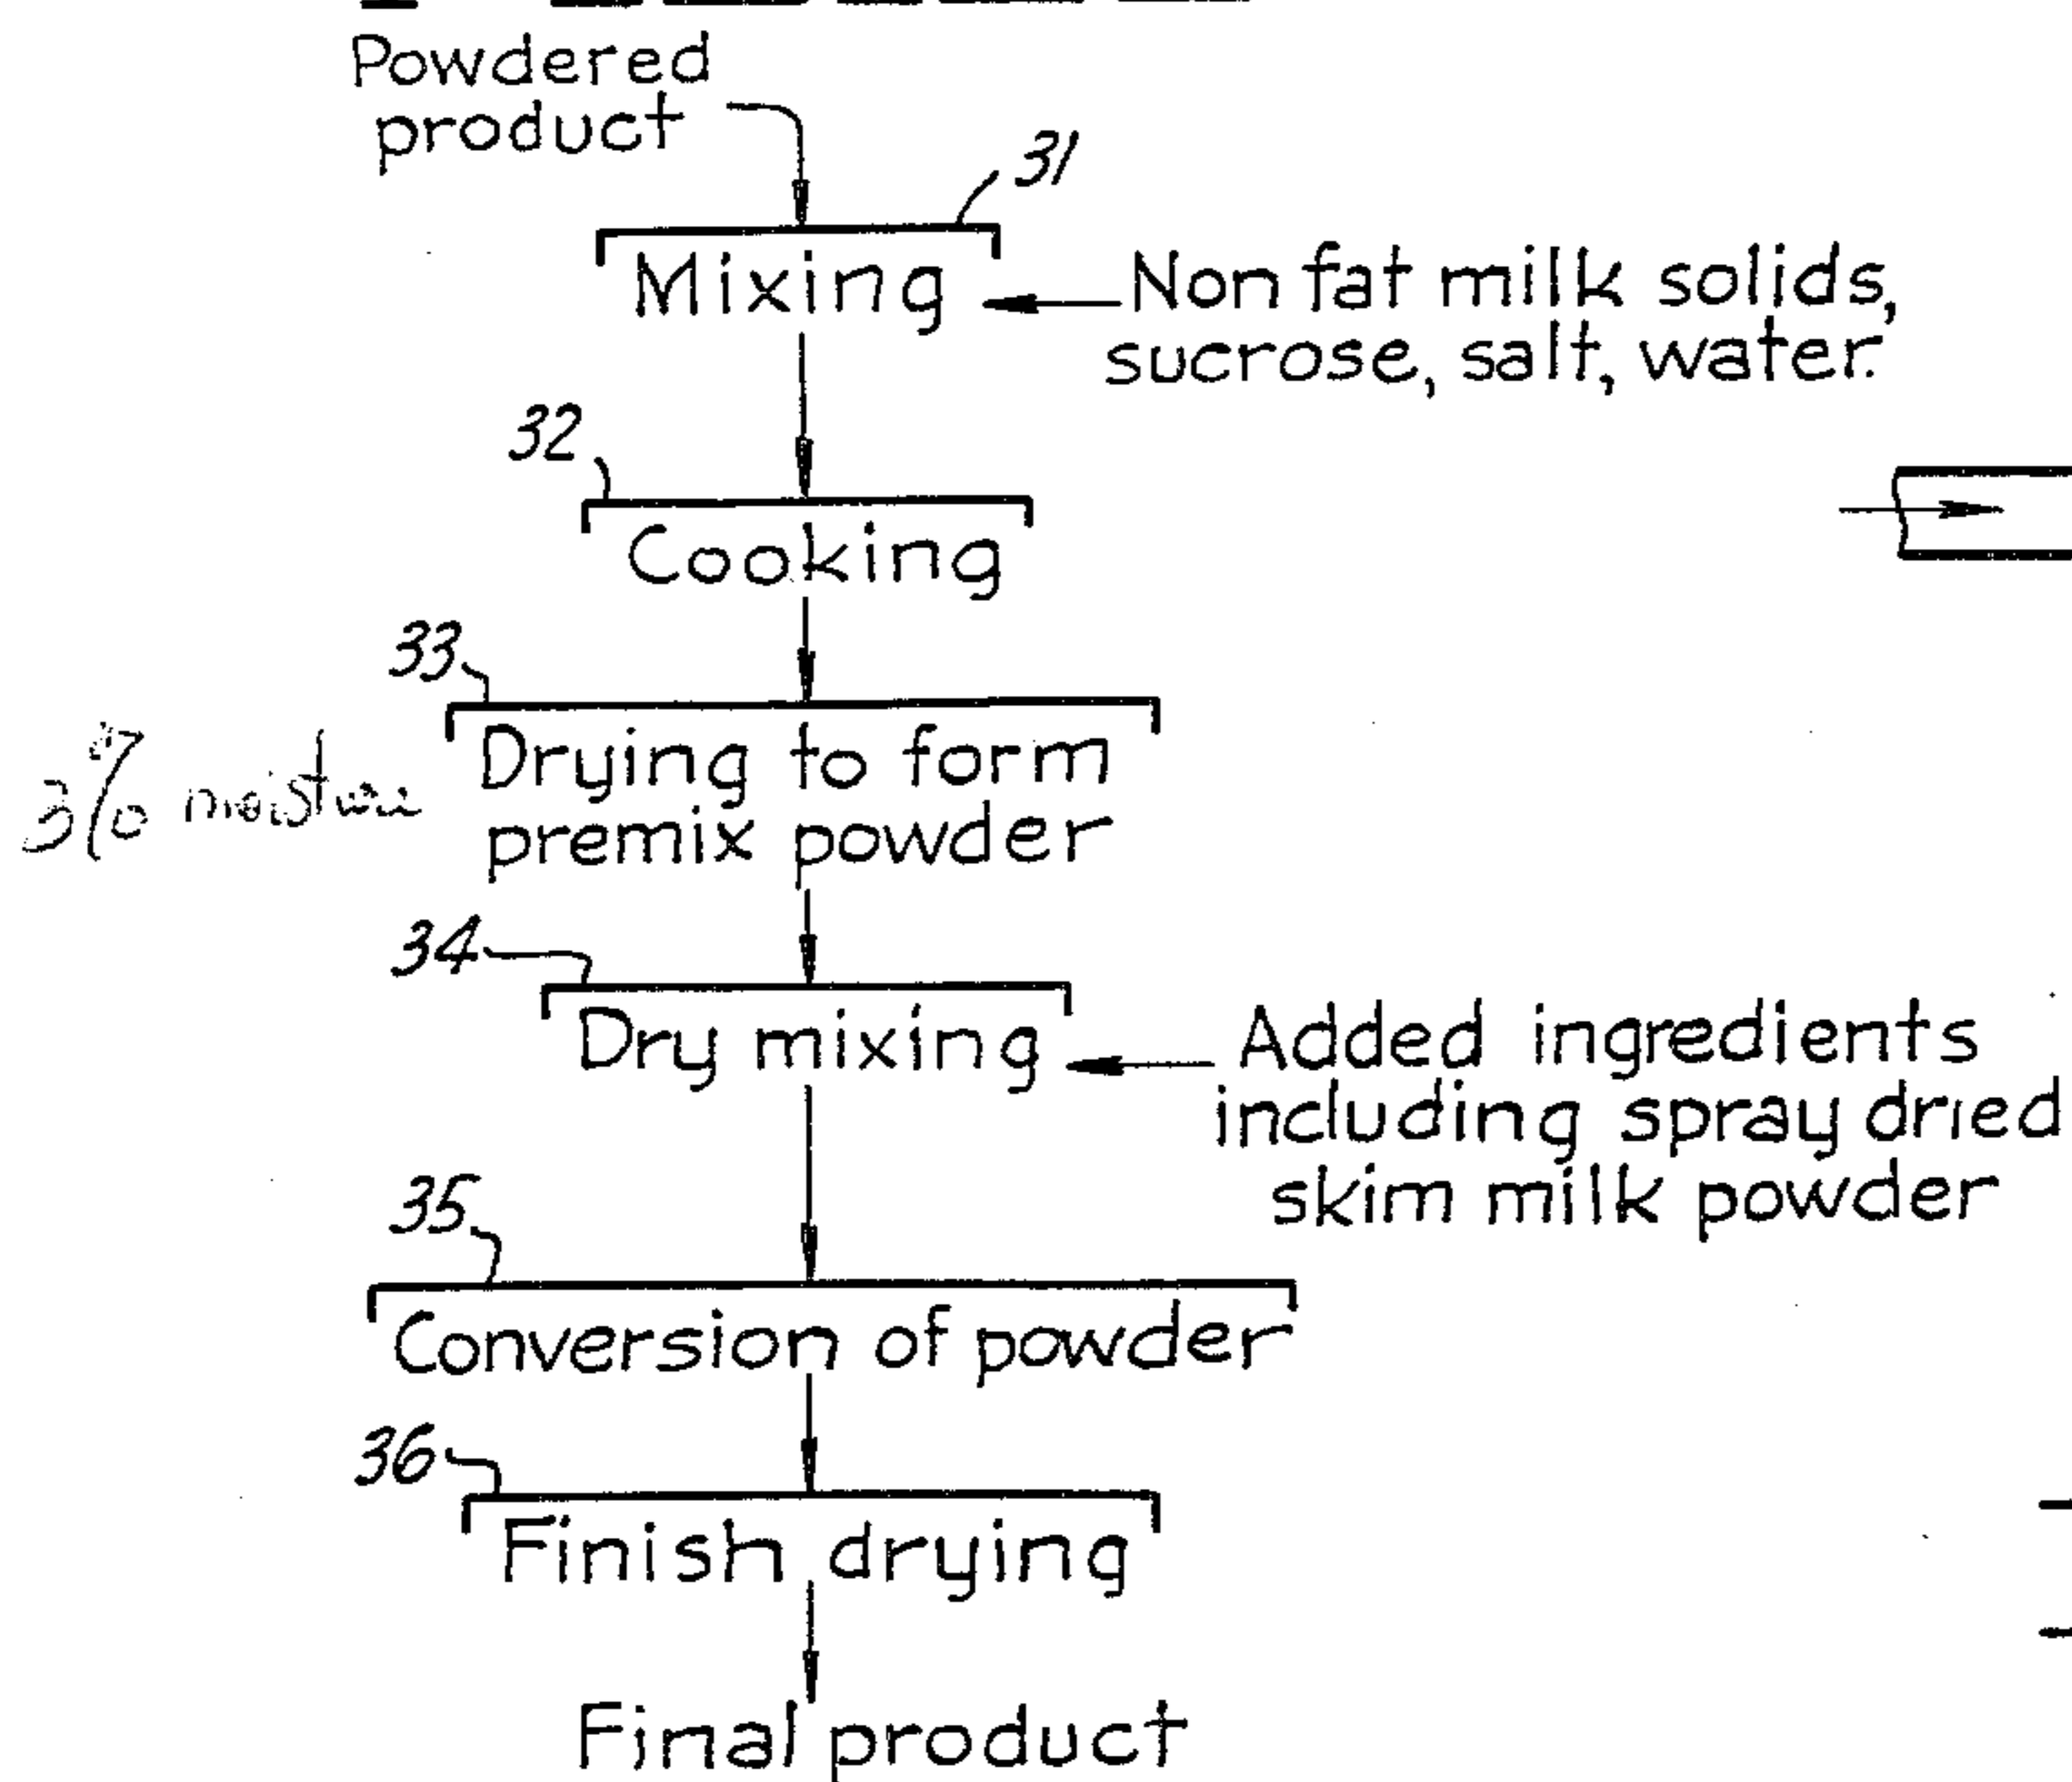 Powdered
product
31
Mixing
Non fat milk solids,
sucrose, salt, water.
32
Cooking
33
Drying to form
premix powder
3% moisture
34
Dry mixing
Added ingredients
including spray dried
skim milk powder
35
Conversion of powder
36
Finish drying
Final product